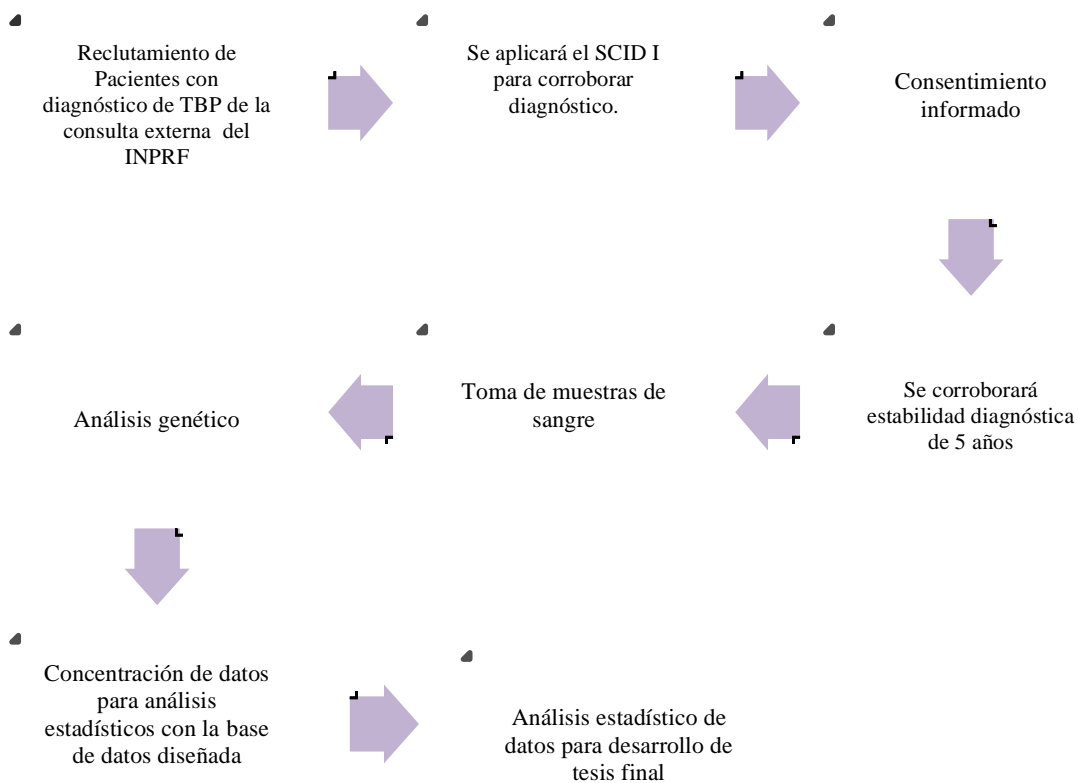 Reclutamiento de
Pacientes con
diagnóstico de TBP de la
consulta externa del
INPRF
Se aplicará el SCID I
para corroborar
diagnóstico.
Consentimiento
informado
Se corroborará
estabilidad diagnóstica
de 5 años
Toma de muestras de
sangre
Análisis genético
Concentración de datos
para análisis
estadísticos con la base
de datos diseñada
Análisis estadístico de
datos para desarrollo de
tesis final